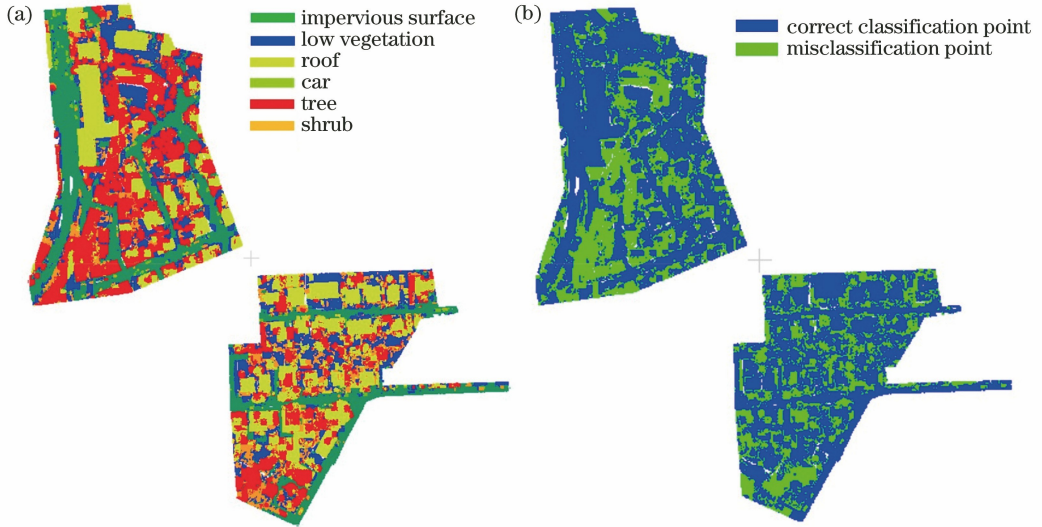 (a)
impervious surface
low vegetation
roof
car
tree
shrub
(b)
correct classification point
misclassification point